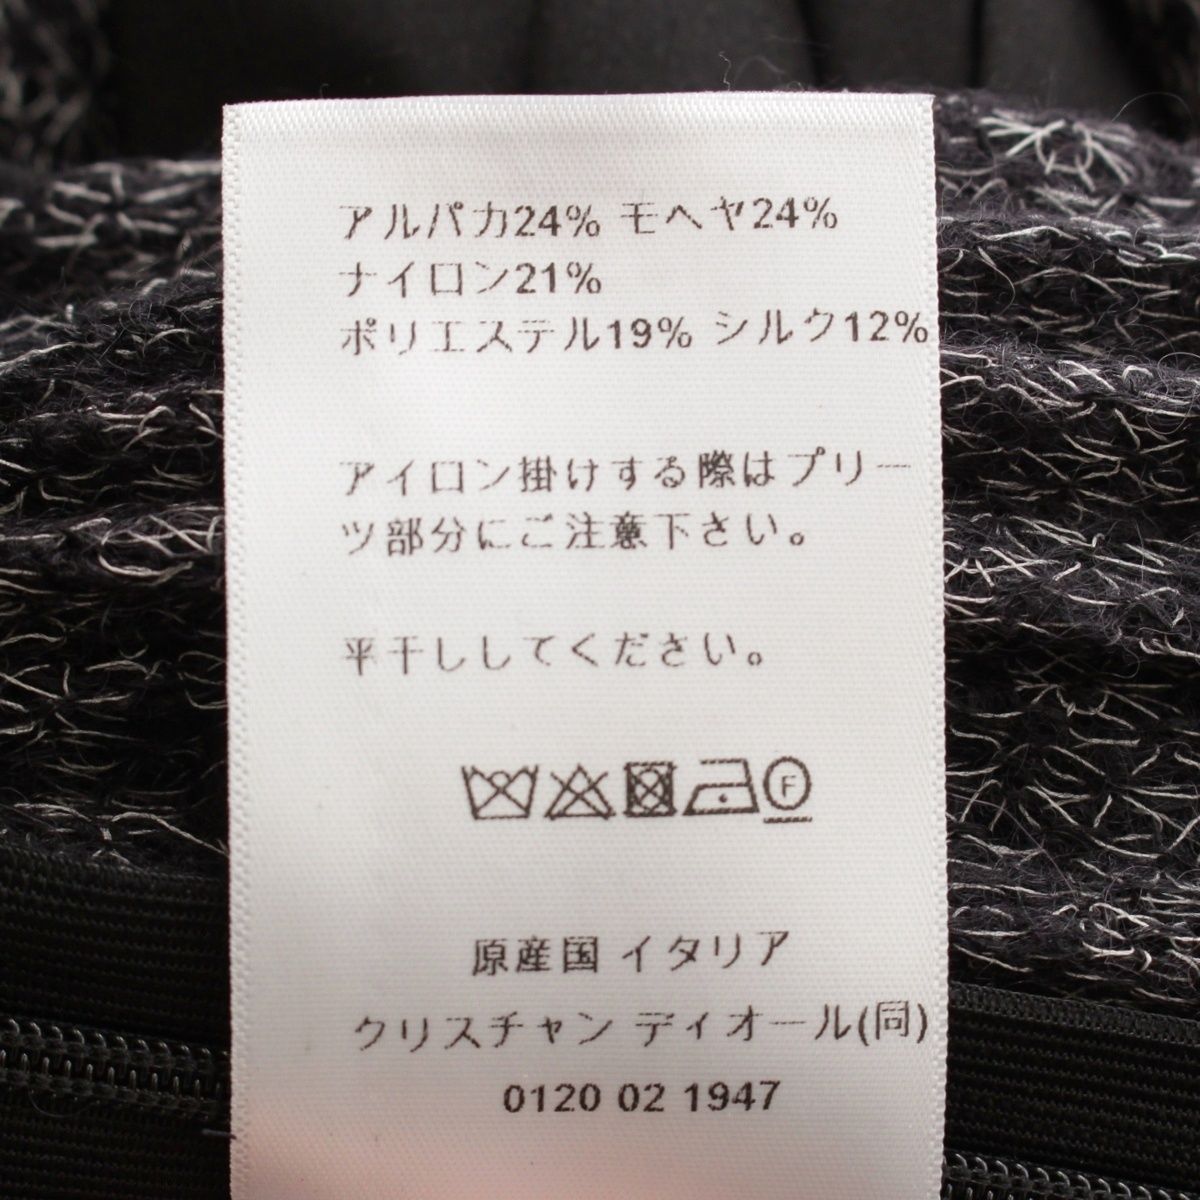 アルパカ24% モヘヤ24%
ナイロン21%
ポリエステル19% シルク12%
アイロン掛けする際はプリー
ツ部分にご注意下さい。
平干ししてください。
F
原産国 イタリア
クリスチャン ディオール(同)
0120 02 1947